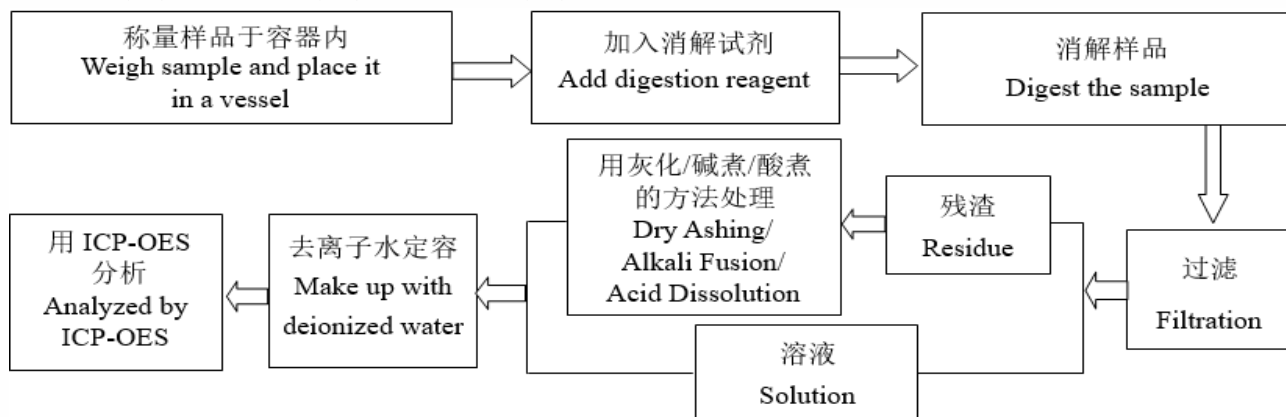 称量样品于容器内
Weigh sample and place it
in a vessel
加入消解试剂
Add digestion reagent
消解样品
Digest the sample
过滤
Filtration
残渣
Residue
溶液
Solution
用灰化/碱煮/酸煮
的方法处理
Dry Ashing/
Alkali Fusion/
Acid Dissolution
去离子水定容
Make up with
deionized water
用 ICP-OES
分析
Analyzed by
ICP-OES